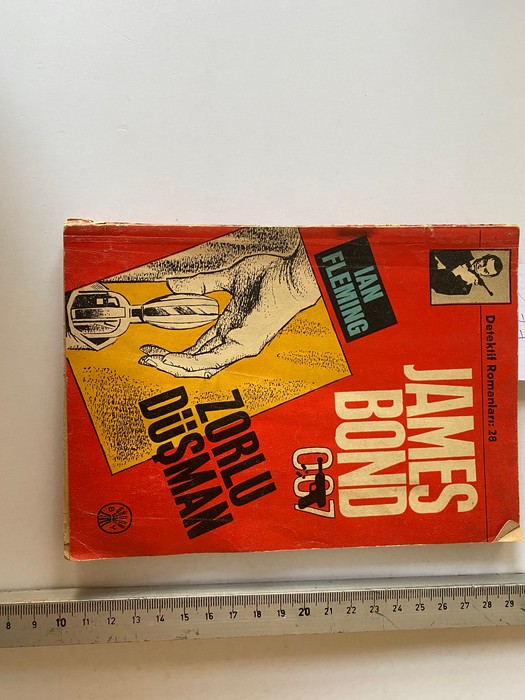 Detektif Romanları: 28
JAMES
BOND
007
IAN
FLEMING
ZORLU
DÜŞMAN
B Y
8 9 10 11 12 13 14 15 16 17 18 19 20 21 22 23 24 25 26 27 28 29